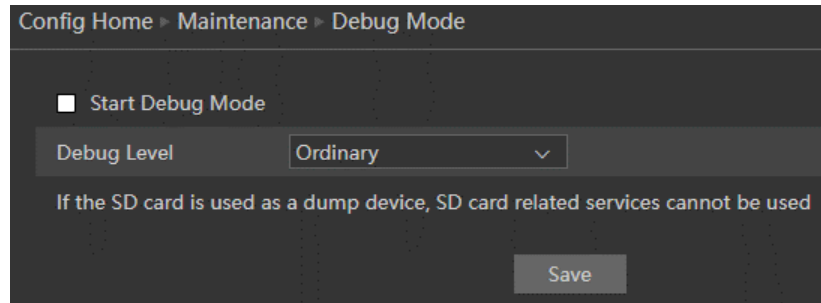 Config Home ▸ Maintenance ▸ Debug Mode
Start Debug Mode
Debug Level Ordinary
If the SD card is used as a dump device, SD card related services cannot be used
Save